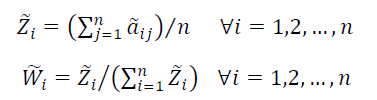 Z̃ᵢ = (∑ⁿⱼ₌₁ ãᵢⱼ)/n   ∀i = 1,2, … , n
W̃ᵢ = Z̃ᵢ/(∑ⁿᵢ₌₁ Z̃ᵢ)   ∀i = 1,2, … , n